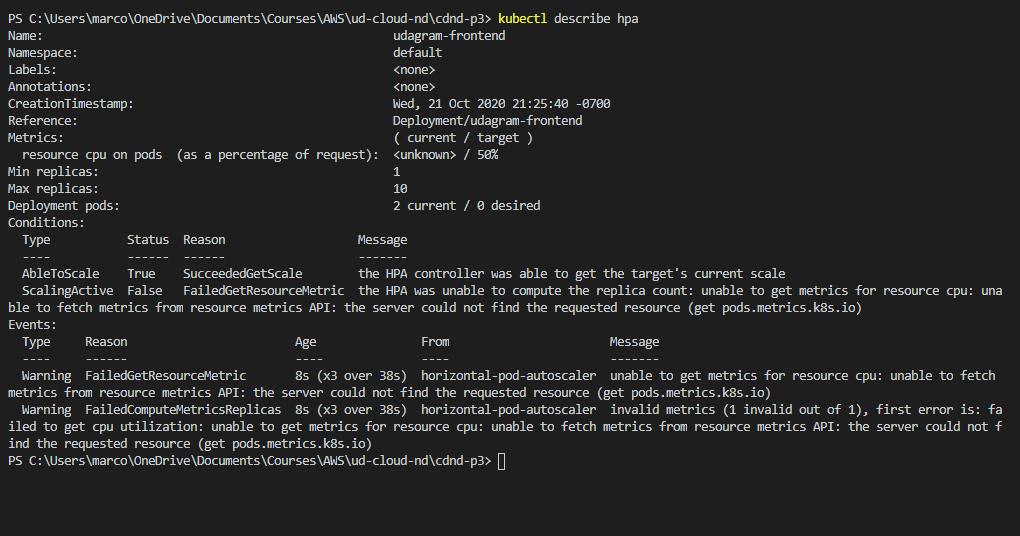 PS C:\Users\marco\OneDrive\Documents\Courses\AWS\ud-cloud-nd\cdnd-p3> kubectl describe hpa
Name:                                                  udagram-frontend
Namespace:                                             default
Labels:                                                <none>
Annotations:                                           <none>
CreationTimestamp:                                     Wed, 21 Oct 2020 21:25:40 -0700
Reference:                                             Deployment/udagram-frontend
Metrics:                                               ( current / target )
  resource cpu on pods  (as a percentage of request):  <unknown> / 50%
Min replicas:                                          1
Max replicas:                                          10
Deployment pods:                                       2 current / 0 desired
Conditions:
  Type           Status  Reason                   Message
  ----           ------  ------                   -------
  AbleToScale    True    SucceededGetScale        the HPA controller was able to get the target's current scale
  ScalingActive  False   FailedGetResourceMetric  the HPA was unable to compute the replica count: unable to get metrics for resource cpu: una
ble to fetch metrics from resource metrics API: the server could not find the requested resource (get pods.metrics.k8s.io)
Events:
  Type     Reason                        Age               From                       Message
  ----     ------                        ----              ----                       -------
  Warning  FailedGetResourceMetric       8s (x3 over 38s)  horizontal-pod-autoscaler  unable to get metrics for resource cpu: unable to fetch
metrics from resource metrics API: the server could not find the requested resource (get pods.metrics.k8s.io)
  Warning  FailedComputeMetricsReplicas  8s (x3 over 38s)  horizontal-pod-autoscaler  invalid metrics (1 invalid out of 1), first error is: fa
iled to get cpu utilization: unable to get metrics for resource cpu: unable to fetch metrics from resource metrics API: the server could not f
ind the requested resource (get pods.metrics.k8s.io)
PS C:\Users\marco\OneDrive\Documents\Courses\AWS\ud-cloud-nd\cdnd-p3>